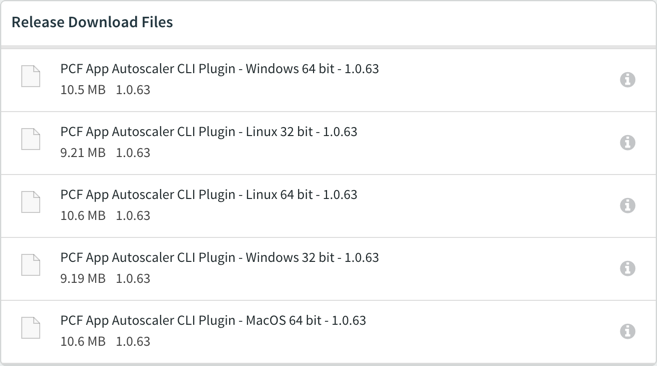 Release Download Files
PCF App Autoscaler CLI Plugin - Windows 64 bit - 1.0.63
10.5 MB 1.0.63
PCF App Autoscaler CLI Plugin - Linux 32 bit - 1.0.63
9.21 MB 1.0.63
PCF App Autoscaler CLI Plugin - Linux 64 bit - 1.0.63
10.6 MB 1.0.63
PCF App Autoscaler CLI Plugin - Windows 32 bit - 1.0.63
9.19 MB 1.0.63
PCF App Autoscaler CLI Plugin - MacOS 64 bit - 1.0.63
10.6 MB 1.0.63